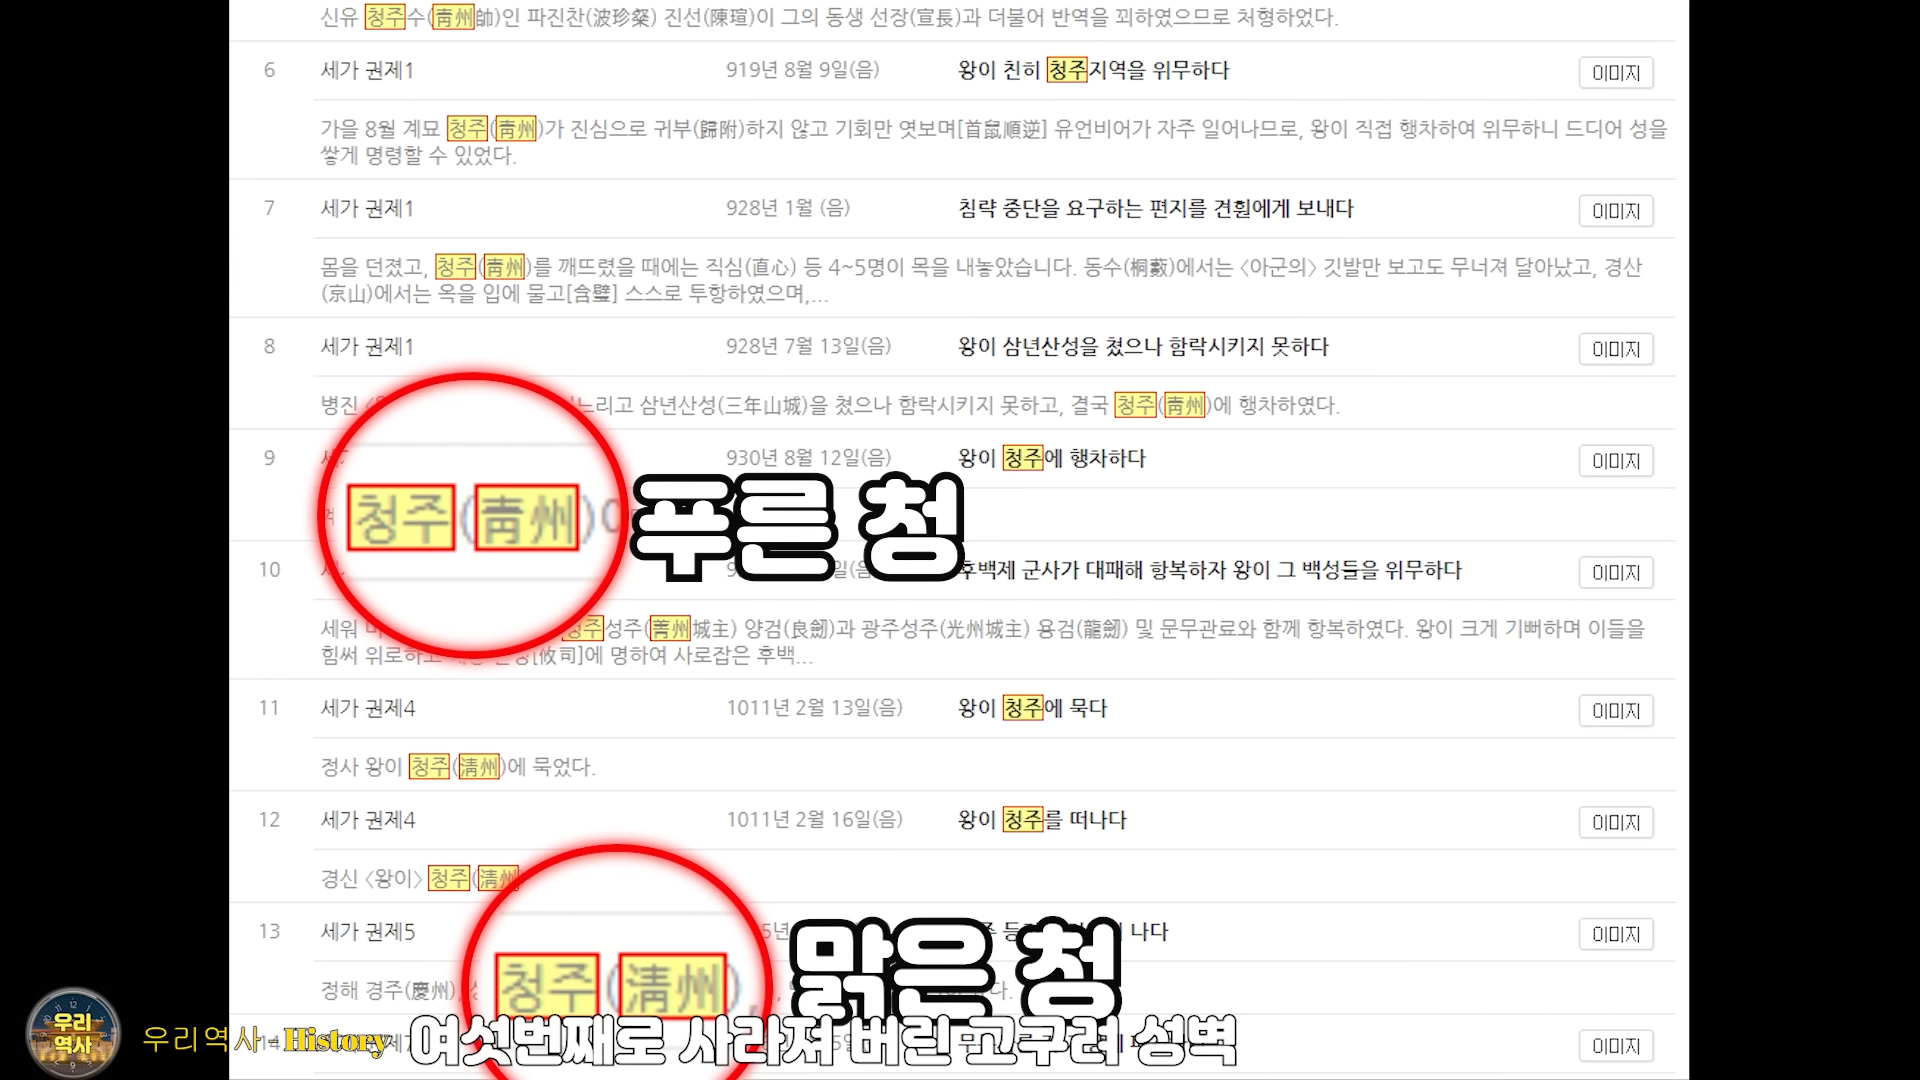 신유 청주수(靑州帥)인 파진찬(波珍粲) 진선(陳瑄)이 그의 동생 선장(宣長)과 더불어 반역을 꾀하였으므로 처형하였다.
6 세가 권제1 919년 8월 9일(음) 왕이 친히 청주지역을 위무하다 이미지
가을 8월 계묘 청주(靑州)가 진심으로 귀부(歸附)하지 않고 기회만 엿보며[首鼠順逆] 유언비어가 자주 일어나므로, 왕이 직접 행차하여 위무하니 드디어 성을
쌓게 명령할 수 있었다.
7 세가 권제1 928년 1월 (음) 침략 중단을 요구하는 편지를 견훤에게 보내다 이미지
몸을 던졌고, 청주(靑州)를 깨뜨렸을 때에는 직심(直心) 등 4~5명이 목을 내놓았습니다. 동수(桐藪)에서는 〈아군의〉 깃발만 보고도 무너져 달아났고, 경산
(京山)에서는 옥을 입에 물고[含璧] 스스로 투항하였으며,...
8 세가 권제1 928년 7월 13일(음) 왕이 삼년산성을 쳤으나 함락시키지 못하다 이미지
병진 느리고 삼년산성(三年山城)을 쳤으나 함락시키지 못하고, 결국 청주(靑州)에 행차하였다.
9 930년 8월 12일(음) 왕이 청주에 행차하다 이미지
청주(靑州)
푸른 청
10 후백제 군사가 대패해 항복하자 왕이 그 백성들을 위무하다 이미지
세워 청주성주(菁州城主) 양검(良劒)과 광주성주(光州城主) 용검(龍劒) 및 문무관료와 함께 항복하였다. 왕이 크게 기뻐하며 이들을
힘써 위로하고 [攸司]에 명하여 사로잡은 후백...
11 세가 권제4 1011년 2월 13일(음) 왕이 청주에 묵다 이미지
정사 왕이 청주(淸州)에 묵었다.
12 세가 권제4 1011년 2월 16일(음) 왕이 청주를 떠나다 이미지
경신 〈왕이〉 청주(淸州
13 세가 권제5 나다 이미지
정해 경주(慶州),
청주(淸州),
맑은 청
14 이미지
우리
역사
우리역사 - History
여섯번째로 사라져 버린 고구려 성벽